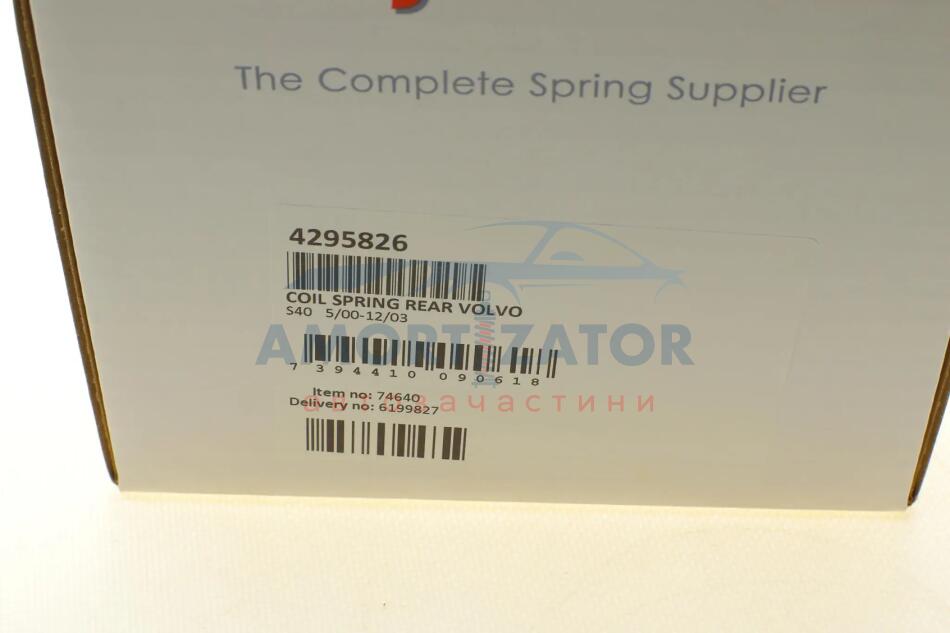 The Complete Spring Supplier
4295826
COIL SPRING REAR VOLVO
S40 5/00-12/03
AMORTIZATOR
7 394410 090618
Item no: 74640
автозапчастини
Delivery no: 6199827